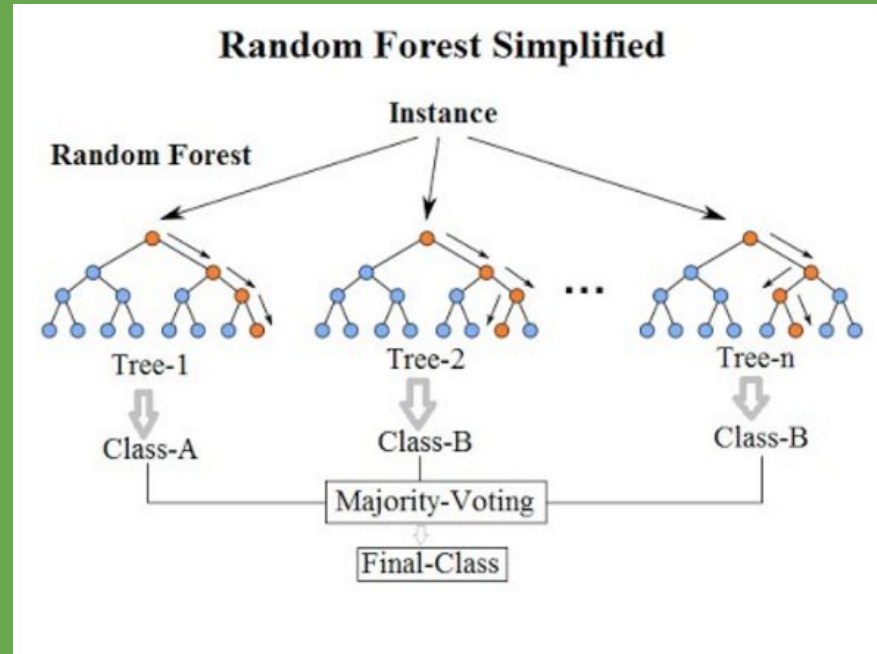 Random Forest Simplified
Instance
Random Forest
...
Tree-1
Tree-2
Tree-n
Class-A
Class-B
Class-B
Majority-Voting
Final-Class